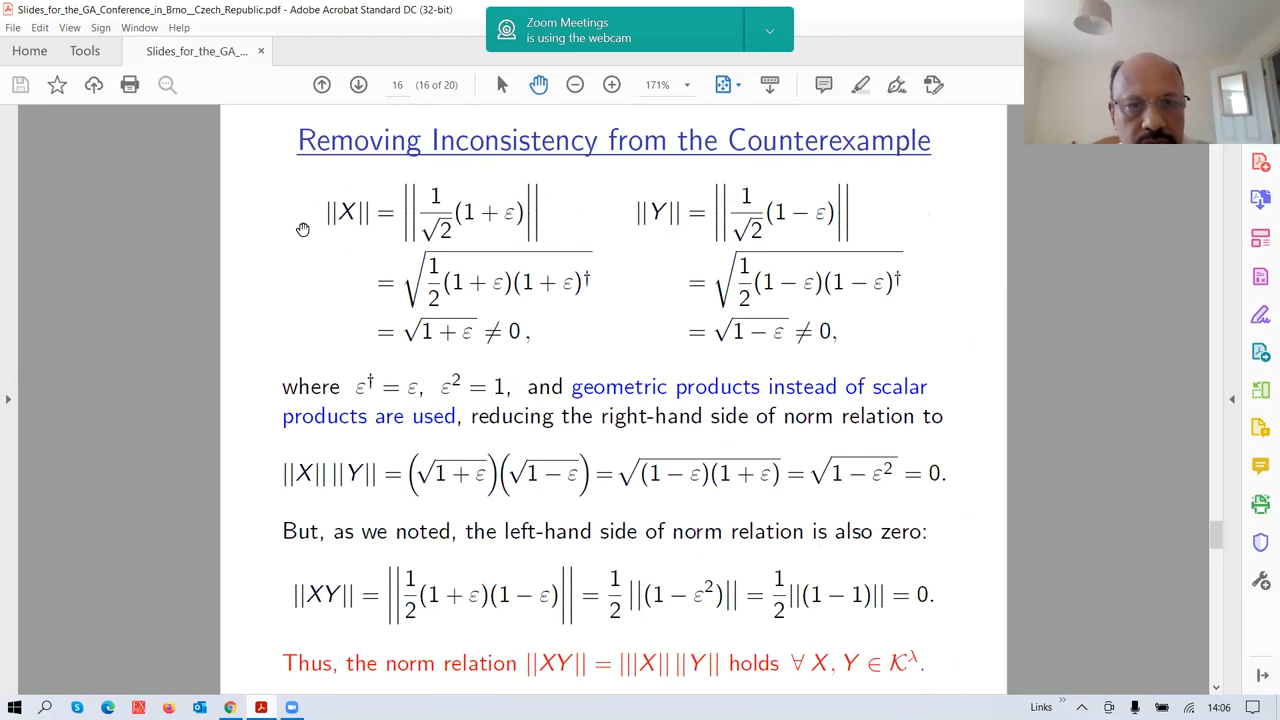 Slides_for_the_GA_Conference_in_Brno,_Czech_Republic.pdf - Adobe Acrobat Standard DC (32-bit)
File Edit View Sign Window Help
Zoom Meetings
is using the webcam
Home Tools Slides_for_the_GA_... ×
16 (16 of 20) 171%
Removing Inconsistency from the Counterexample
||X|| = ||1/√2 (1 + ε)|| ||Y|| = ||1/√2 (1 − ε)||
= √(1/2 (1 + ε)(1 + ε)†) = √(1/2 (1 − ε)(1 − ε)†)
= √(1 + ε) ≠ 0 , = √(1 − ε) ≠ 0,
where ε† = ε, ε² = 1, and geometric products instead of scalar
products are used, reducing the right-hand side of norm relation to
||X|| ||Y|| = (√(1 + ε)) (√(1 − ε)) = √((1 − ε)(1 + ε)) = √(1 − ε²) = 0.
But, as we noted, the left-hand side of norm relation is also zero:
||XY|| = ||1/2 (1 + ε)(1 − ε)|| = 1/2 ||(1 − ε²)|| = 1/2 ||(1 − 1)|| = 0.
Thus, the norm relation ||XY|| = |||X|| ||Y|| holds ∀ X, Y ∈ 𝒦^λ.
Links » 14:06